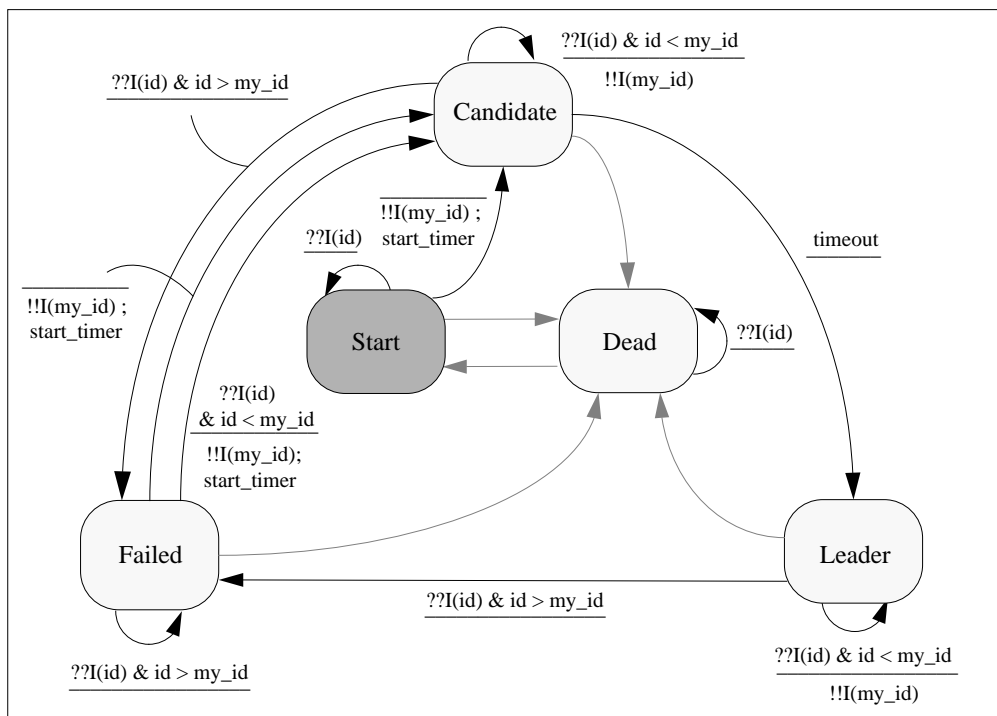 ??I(id) & id < my_id
!!I(my_id)
??I(id) & id > my_id
Candidate
!!I(my_id) ;
start_timer
??I(id)
timeout
!!I(my_id) ;
start_timer
Start
Dead
??I(id)
??I(id)
& id < my_id
!!I(my_id);
start_timer
Failed
Leader
??I(id) & id > my_id
??I(id) & id > my_id
??I(id) & id < my_id
!!I(my_id)